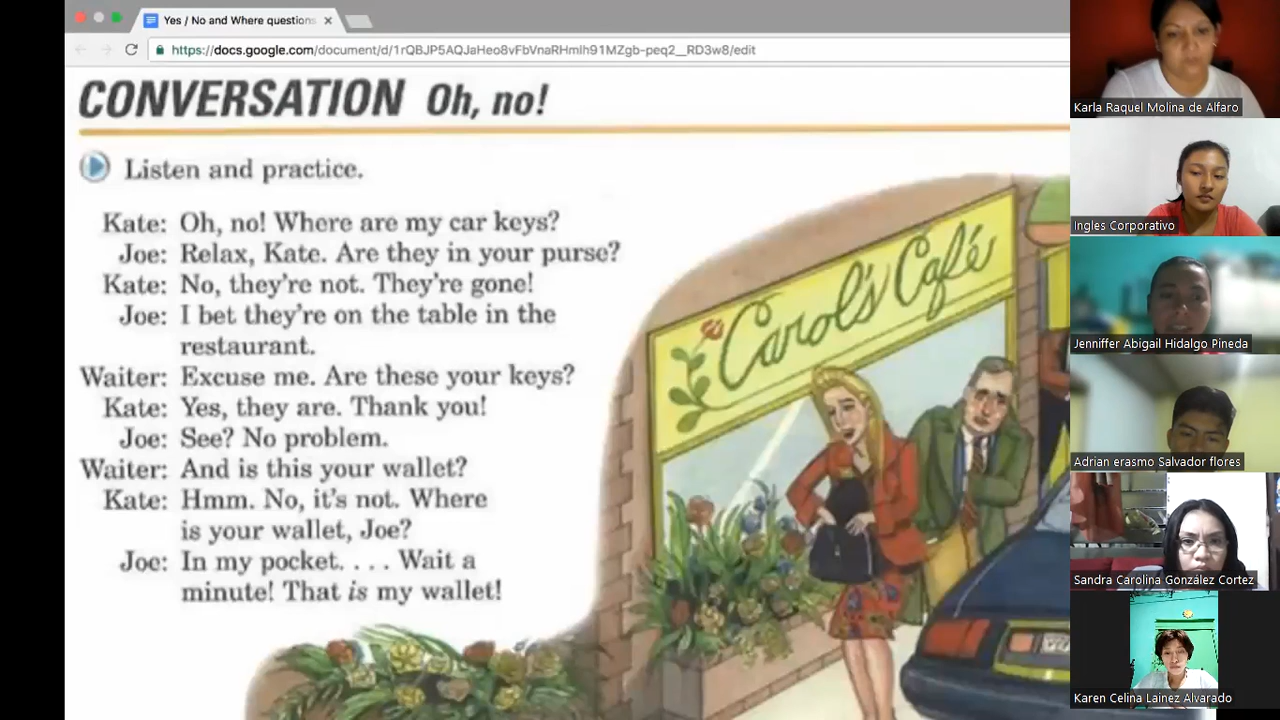 Yes / No and Where questions
https://docs.google.com/document/d/1rQBJP5AQJaHeo8vFbVnaRHmIh91MZgb-peq2__RD3w8/edit
CONVERSATION Oh, no!
Listen and practice.
Kate: Oh, no! Where are my car keys?
Joe: Relax, Kate. Are they in your purse?
Kate: No, they're not. They're gone!
Joe: I bet they're on the table in the
restaurant.
Waiter: Excuse me. Are these your keys?
Kate: Yes, they are. Thank you!
Joe: See? No problem.
Waiter: And is this your wallet?
Kate: Hmm. No, it's not. Where
is your wallet, Joe?
Joe: In my pocket. . . . Wait a
minute! That is my wallet!
Carol's Café
Karla Raquel Molina de Alfaro
Ingles Corporativo
Jenniffer Abigail Hidalgo Pineda
Adrian erasmo Salvador flores
Sandra Carolina González Cortez
Karen Celina Lainez Alvarado